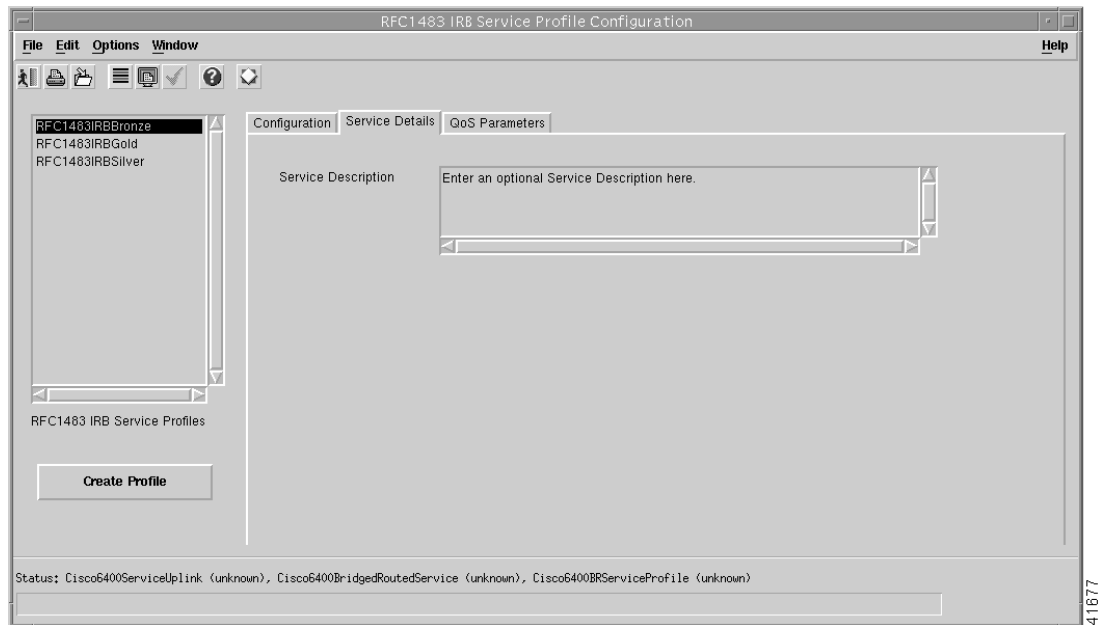 RFC1483 IRB Service Profile Configuration
File Edit Options Window Help
RFC1483IRBBronze
RFC1483IRBGold
RFC1483IRBSilver
RFC1483 IRB Service Profiles
Create Profile
Configuration Service Details QoS Parameters
Service Description
Enter an optional Service Description here.
Status: Cisco6400ServiceUplink (unknown), Cisco6400BridgedRoutedService (unknown), Cisco6400BRServiceProfile (unknown)
41677